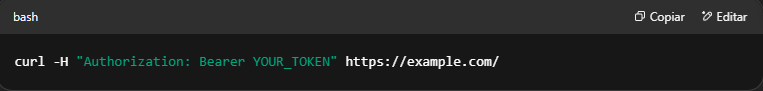 bash Copiar Editar
curl -H "Authorization: Bearer YOUR_TOKEN" https://example.com/